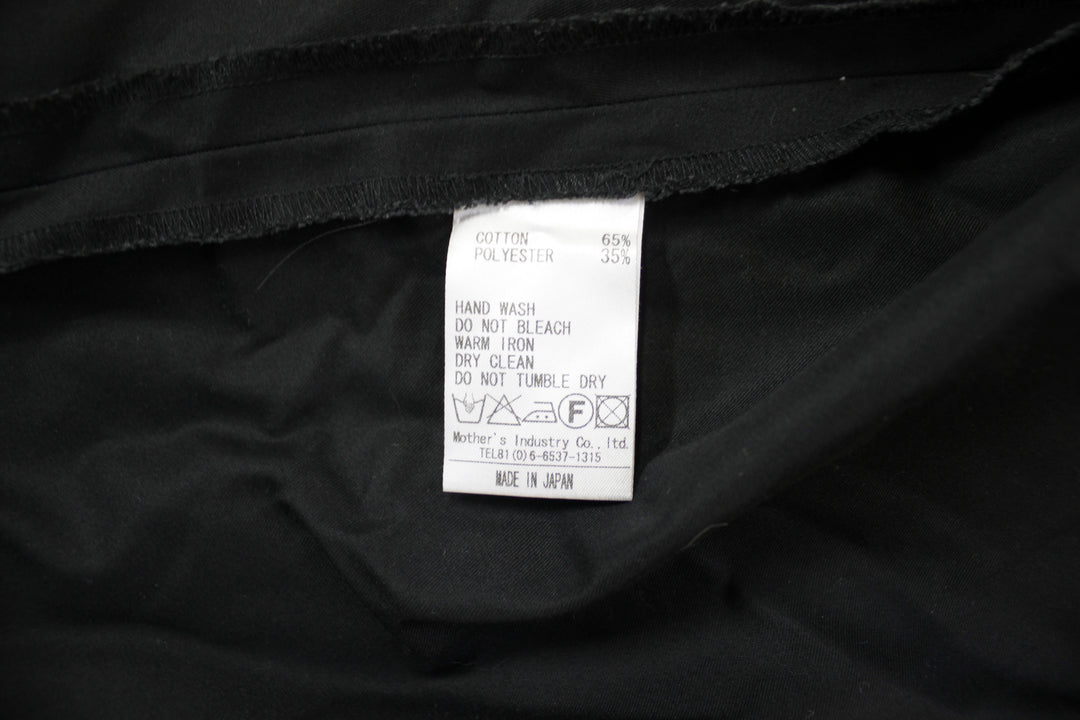 COTTON 65%
POLYESTER 35%
HAND WASH
DO NOT BLEACH
WARM IRON
DRY CLEAN
DO NOT TUMBLE DRY
F
Mother's Industry Co., ltd.
TEL81(0)6-6537-1315
MADE IN JAPAN